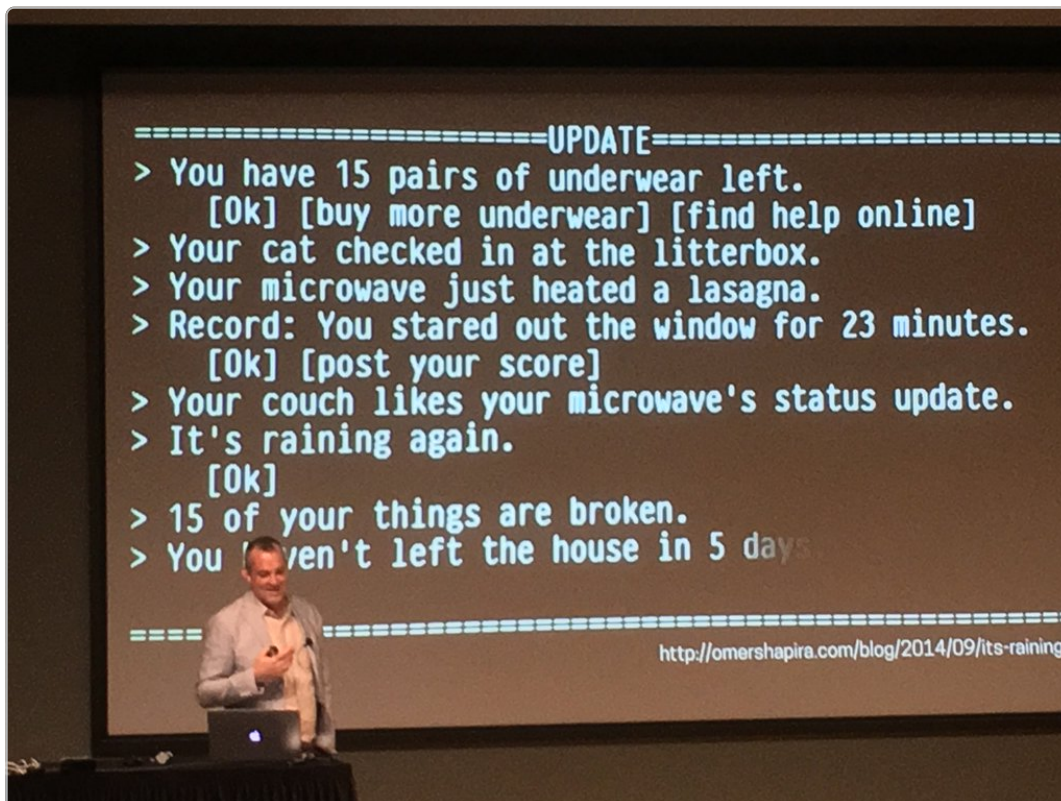 ======================UPDATE======================
> You have 15 pairs of underwear left.
[Ok] [buy more underwear] [find help online]
> Your cat checked in at the litterbox.
> Your microwave just heated a lasagna.
> Record: You stared out the window for 23 minutes.
[Ok] [post your score]
> Your couch likes your microwave's status update.
> It's raining again.
[Ok]
> 15 of your things are broken.
> You ven't left the house in 5 days
http://omershapira.com/blog/2014/09/its-raining